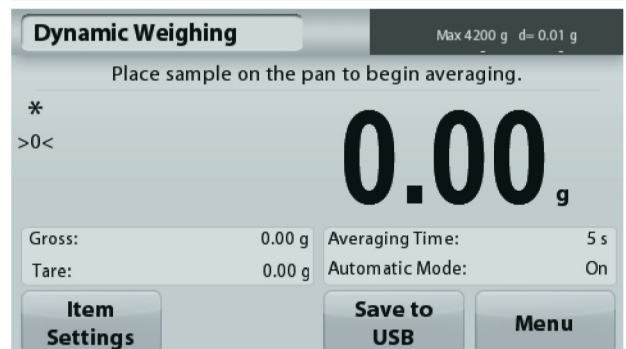 Dynamic Weighing
Max 4200 g d= 0.01 g
Place sample on the pan to begin averaging.
*
>0<
0.00 g
Gross: 0.00 g Averaging Time: 5 s
Tare: 0.00 g Automatic Mode: On
Item Settings
Save to USB
Menu